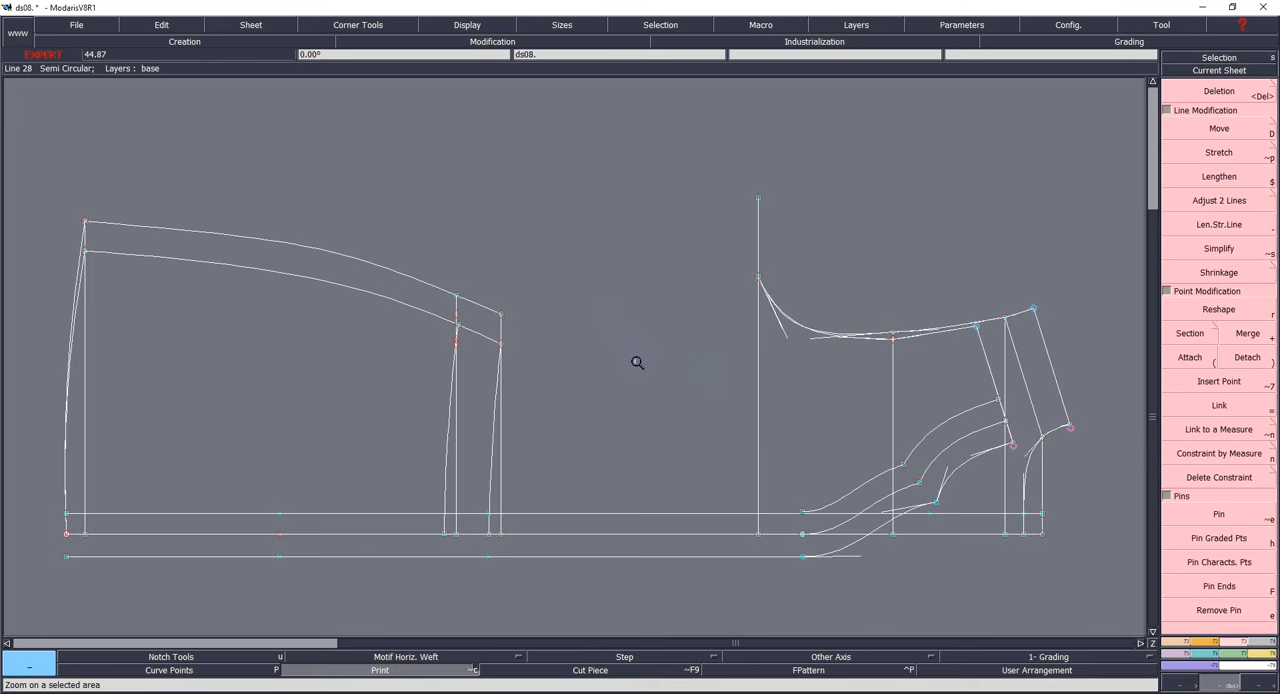 ds08. * - ModarisV8R1
www
File Edit Sheet Corner Tools Display Sizes Selection Macro Layers Parameters Config. Tool ?
Creation Modification Industrialization Grading
EXPERT 44.87 0.00° ds08.
Line 28 Semi Circular; Layers : base
Selection s
Current Sheet
Deletion <Del>
Line Modification
Move D
Stretch ~p
Lengthen $
Adjust 2 Lines
Len.Str.Line -
Simplify ~s
Shrinkage
Point Modification
Reshape r
Section Merge +
Attach ( Detach )
Insert Point ~7
Link =
Link to a Measure ~n
Constraint by Measure n
Delete Constraint
Pins
Pin ~e
Pin Graded Pts h
Pin Characts. Pts
Pin Ends F
Remove Pin e
Z
Notch Tools u Motif Horiz. Weft Step Other Axis 1- Grading
Curve Points P Print ~c Cut Piece ~F9 FPattern ^P User Arrangement
Zoom on a selected area